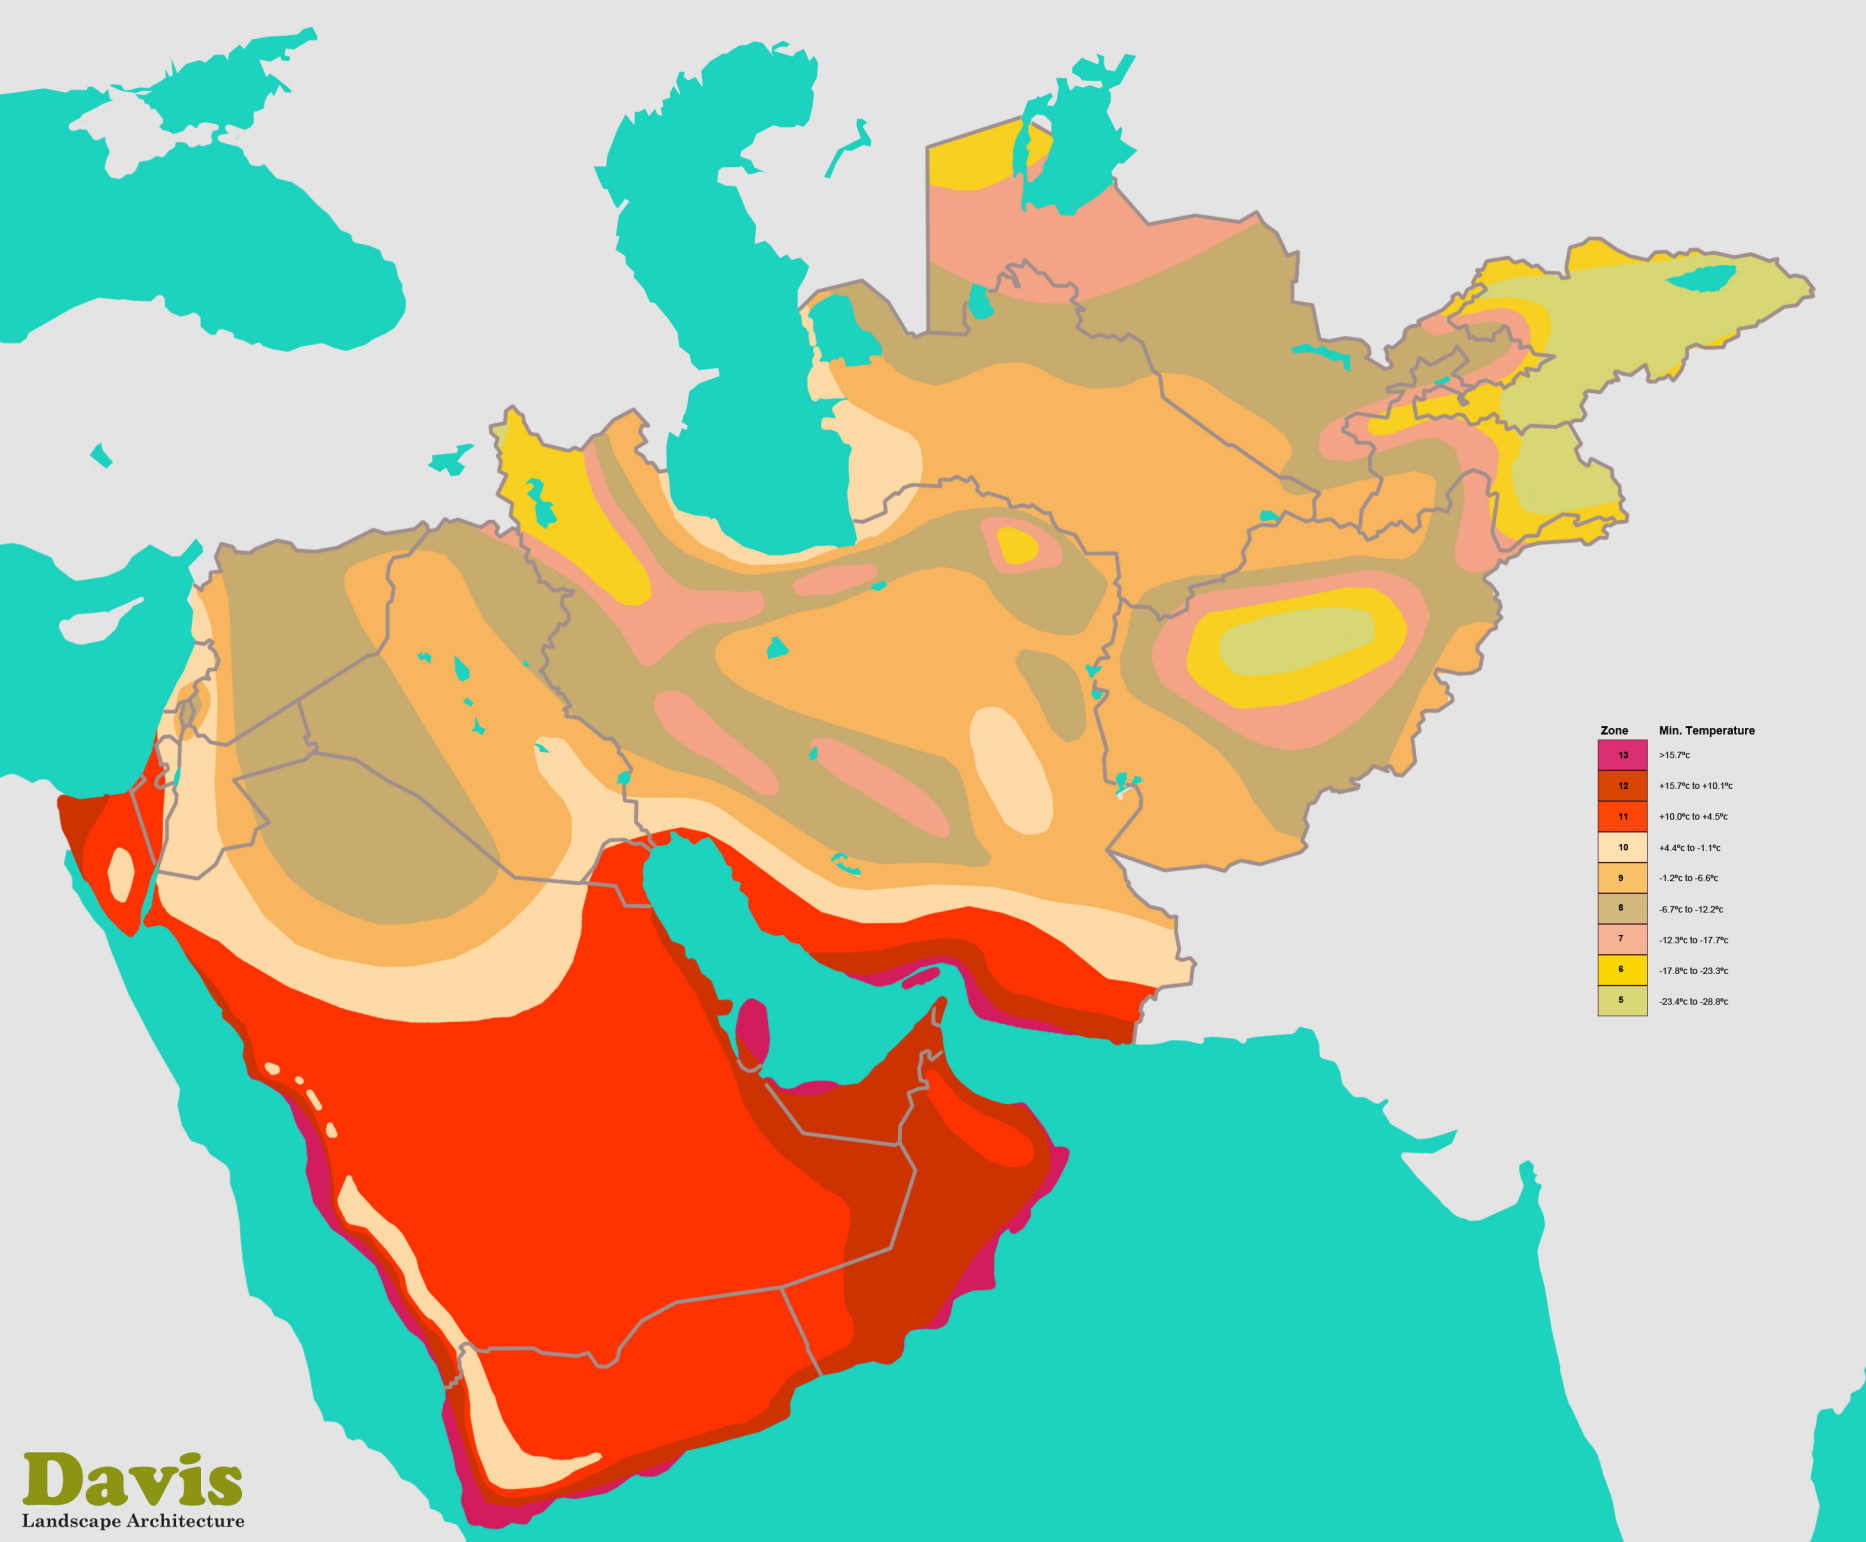 Zone Min. Temperature
13 >15.7ºc
12 +15.7ºc to +10.1ºc
11 +10.0ºc to +4.5ºc
10 +4.4ºc to -1.1ºc
9 -1.2ºc to -6.6ºc
8 -6.7ºc to -12.2ºc
7 -12.3ºc to -17.7ºc
6 -17.8ºc to -23.3ºc
5 -23.4ºc to -28.8ºc
Davis
Landscape Architecture